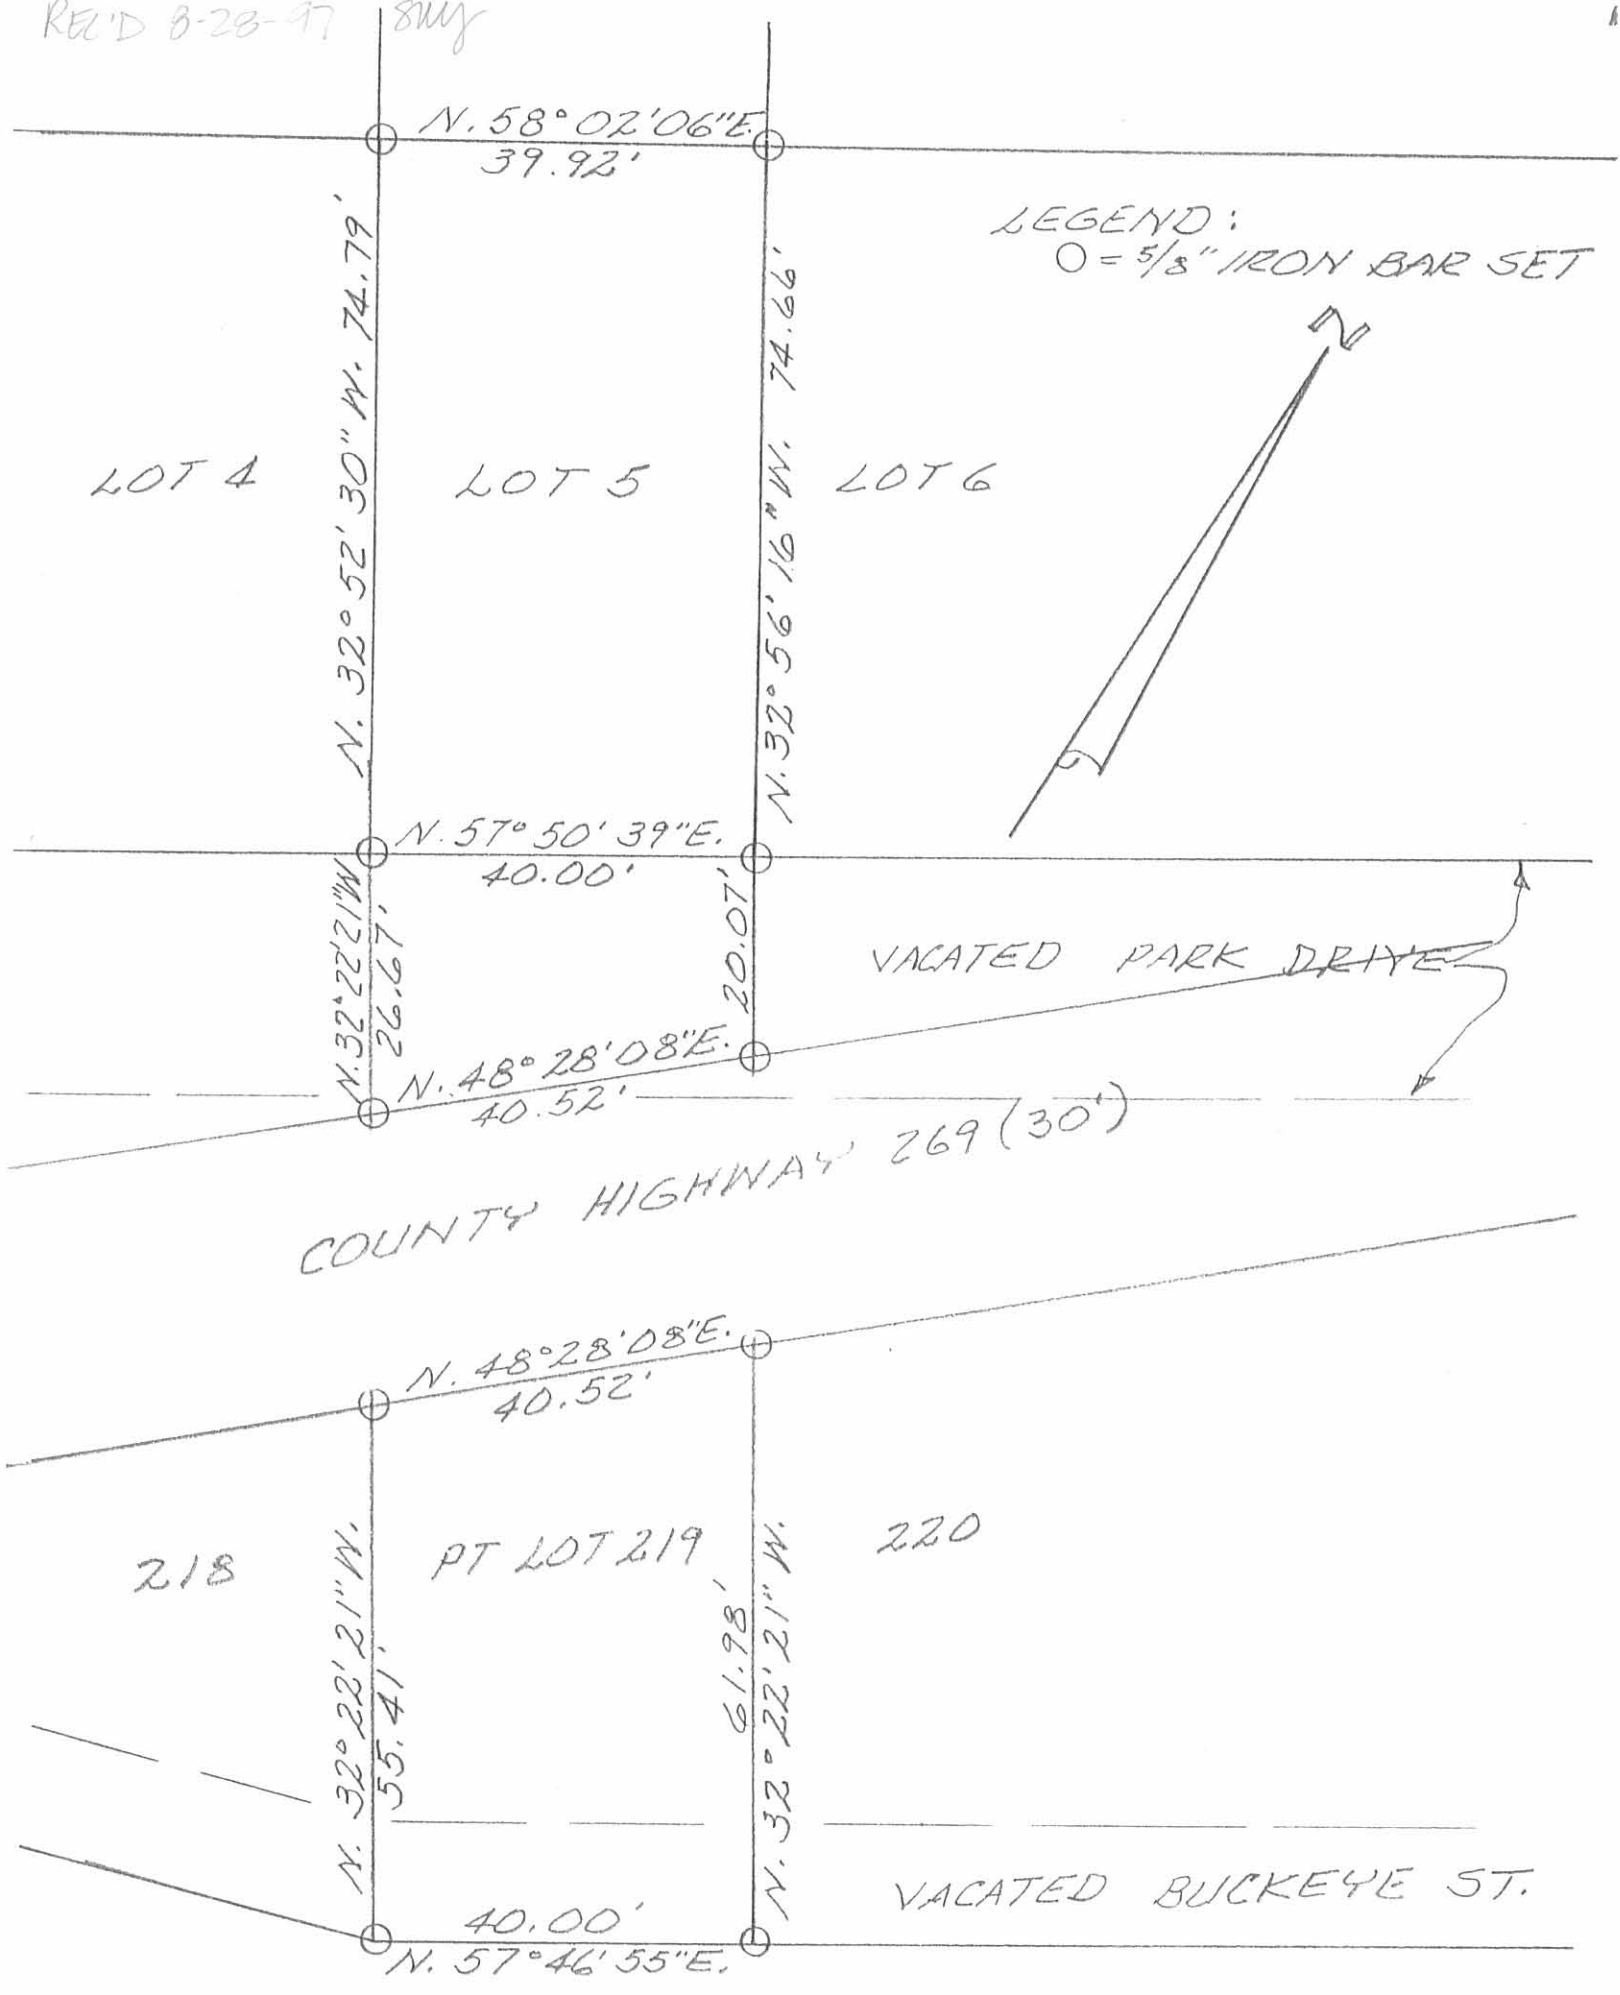 REC'D 8-28-97
N. 58° 02' 06" E.
39.92'
LEGEND:
O = 5/8" IRON BAR SET
N
N. 32° 52' 30" W. 74.79'
N. 32° 56' 16" W. 74.66'
LOT 4
LOT 5
LOT 6
N. 57° 50' 39" E.
40.00'
N. 32° 22' 21" W
26.67'
20.07'
VACATED PARK DRIVE
N. 48° 28' 08" E.
40.52'
COUNTY HIGHWAY 269 (30')
N. 48° 28' 08" E.
40.52'
218
PT LOT 219
220
N. 32° 22' 21" W.
55.41'
61.98'
N. 32° 22' 21" W.
VACATED BUCKEYE ST.
40.00'
N. 57° 46' 55" E.